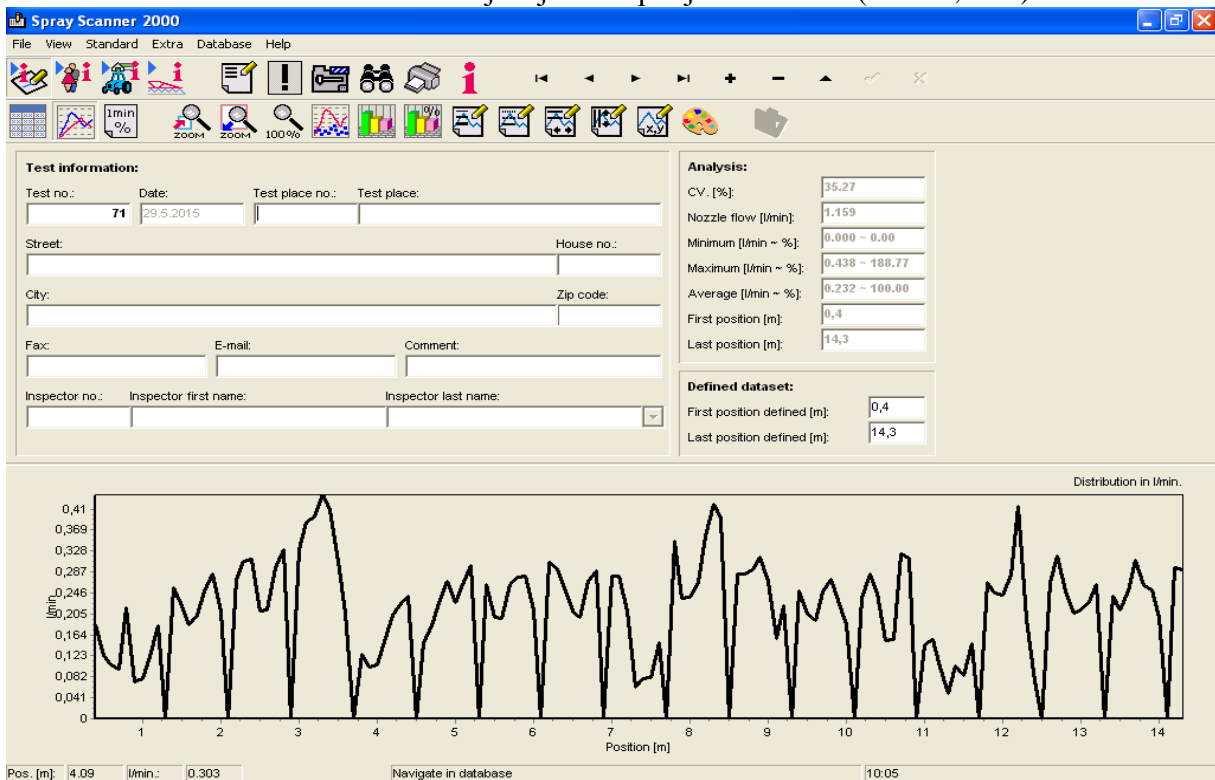 Spray Scanner 2000
File View Standard Extra Database Help
1min %
ZOOM ZOOM 100% %
x,y
Test information:
Test no.: Date: Test place no.: Test place:
71 29.5.2015
Street: House no.:
City: Zip code:
Fax: E-mail: Comment:
Inspector no.: Inspector first name: Inspector last name:
Analysis:
CV. [%]: 35.27
Nozzle flow [l/min]: 1.159
Minimum [l/min ~ %]: 0.000 ~ 0.00
Maximum [l/min ~ %]: 0.438 ~ 188.77
Average [l/min ~ %]: 0.232 ~ 100.00
First position [m]: 0,4
Last position [m]: 14,3
Defined dataset:
First position defined [m]: 0,4
Last position defined [m]: 14,3
Distribution in l/min.
0,41
0,369
0,328
0,287
0,246
l/min
0,205
0,164
0,123
0,082
0,041
0
1 2 3 4 5 6 7 8 9 10 11 12 13 14
Position [m]
Pos. [m]: 4.09 l/min.: 0.303 Navigate in database 10:05